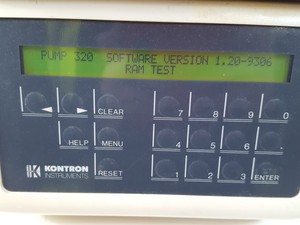 PUMP 320 SOFTWARE VERSION 1.20-9306
RAM TEST
◄ ► CLEAR 7 8 9 0
HELP MENU 4 5 6 .
RESET 1 2 3 ENTER
K KONTRON
INSTRUMENTS